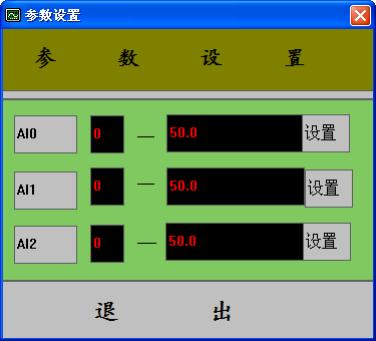 参数设置
参 数 设 置
AI0 0 — 50.0 设置
AI1 0 — 50.0 设置
AI2 0 — 50.0 设置
退 出